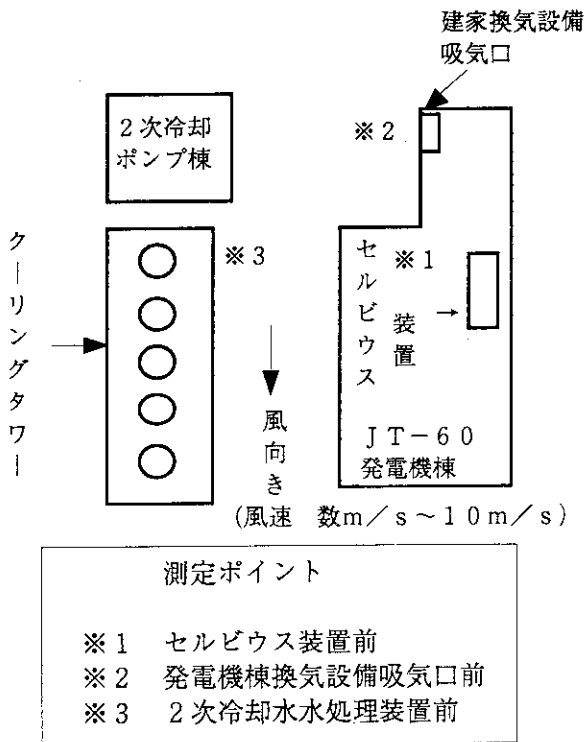 建家換気設備
吸気口
２次冷却
ポンプ棟
※２
※３
クーリングタワー
セルビウス
※１
装置
→
風向き
ＪＴ－６０
発電機棟
(風速　数ｍ／ｓ～１０ｍ／ｓ)
測定ポイント
※１　セルビウス装置前
※２　発電機棟換気設備吸気口前
※３　２次冷却水水処理装置前